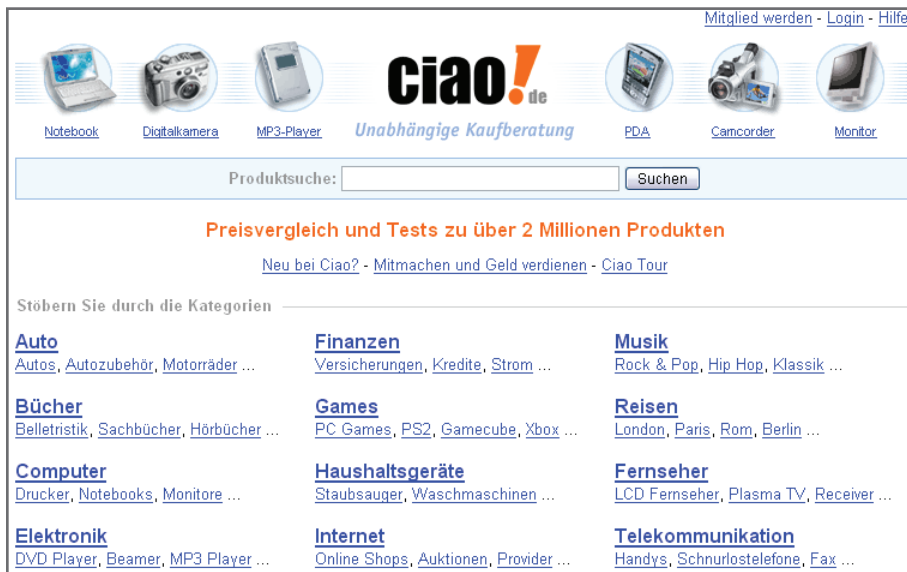 Mitglied werden - Login - Hilfe
ciao!.de
Notebook Digitalkamera MP3-Player Unabhängige Kaufberatung PDA Camcorder Monitor
Produktsuche: Suchen
Preisvergleich und Tests zu über 2 Millionen Produkten
Neu bei Ciao? - Mitmachen und Geld verdienen - Ciao Tour
Stöbern Sie durch die Kategorien
Auto Finanzen Musik
Autos, Autozubehör, Motorräder ... Versicherungen, Kredite, Strom ... Rock & Pop, Hip Hop, Klassik ...
Bücher Games Reisen
Belletristik, Sachbücher, Hörbücher ... PC Games, PS2, Gamecube, Xbox ... London, Paris, Rom, Berlin ...
Computer Haushaltsgeräte Fernseher
Drucker, Notebooks, Monitore ... Staubsauger, Waschmaschinen ... LCD Fernseher, Plasma TV, Receiver ...
Elektronik Internet Telekommunikation
DVD Player, Beamer, MP3 Player ... Online Shops, Auktionen, Provider ... Handys, Schnurlostelefone, Fax ...